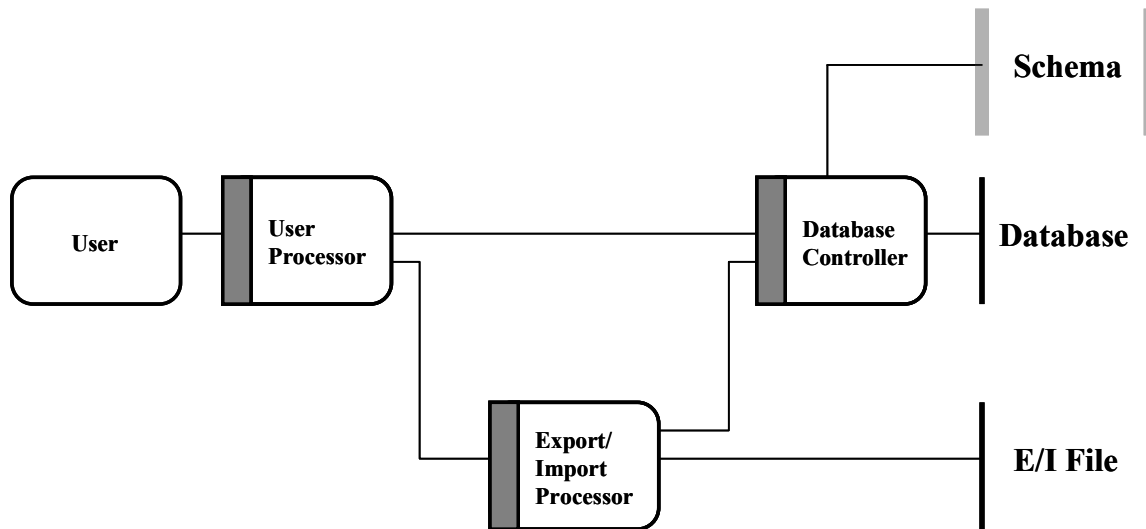 Schema
User
User
Processor
Database
Controller
Database
Export/
Import
Processor
E/I File